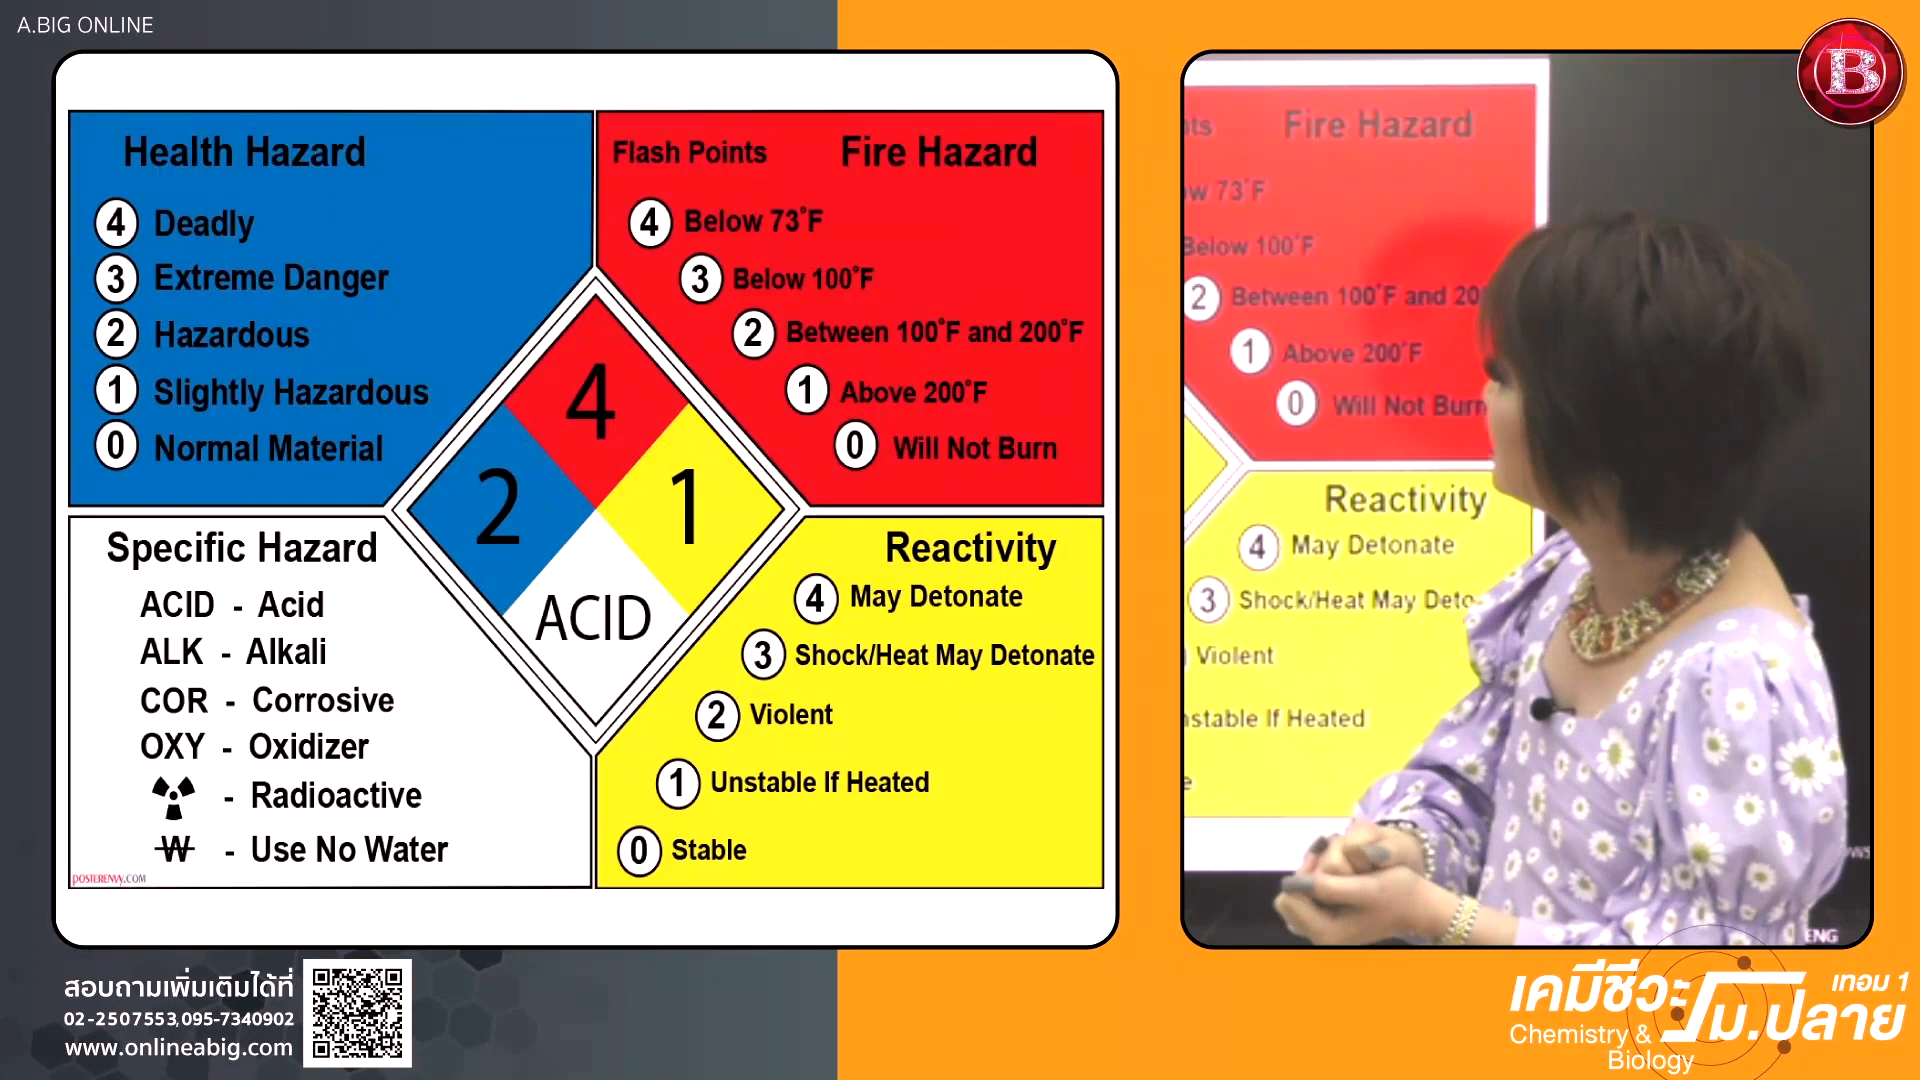 A.BIG ONLINE
Health Hazard
4 Deadly
3 Extreme Danger
2 Hazardous
1 Slightly Hazardous
0 Normal Material
Flash Points Fire Hazard
4 Below 73°F
3 Below 100°F
2 Between 100°F and 200°F
1 Above 200°F
0 Will Not Burn
4
2
1
ACID
Specific Hazard
ACID - Acid
ALK - Alkali
COR - Corrosive
OXY - Oxidizer
- Radioactive
W - Use No Water
POSTERENVY.COM
Reactivity
4 May Detonate
3 Shock/Heat May Detonate
2 Violent
1 Unstable If Heated
0 Stable
B
Fire Hazard
73°F
Below 100°F
2 Between 100°F and 20
1 Above 200°F
0 Will Not Burn
Reactivity
4 May Detonate
3 Shock/Heat May Deto
Violent
nstable If Heated
ENG
สอบถามเพิ่มเติมได้ที่
02-2507553,095-7340902
www.onlineabig.com
เคมีชีวะ ม.ปลาย เทอม 1
Chemistry &
Biology